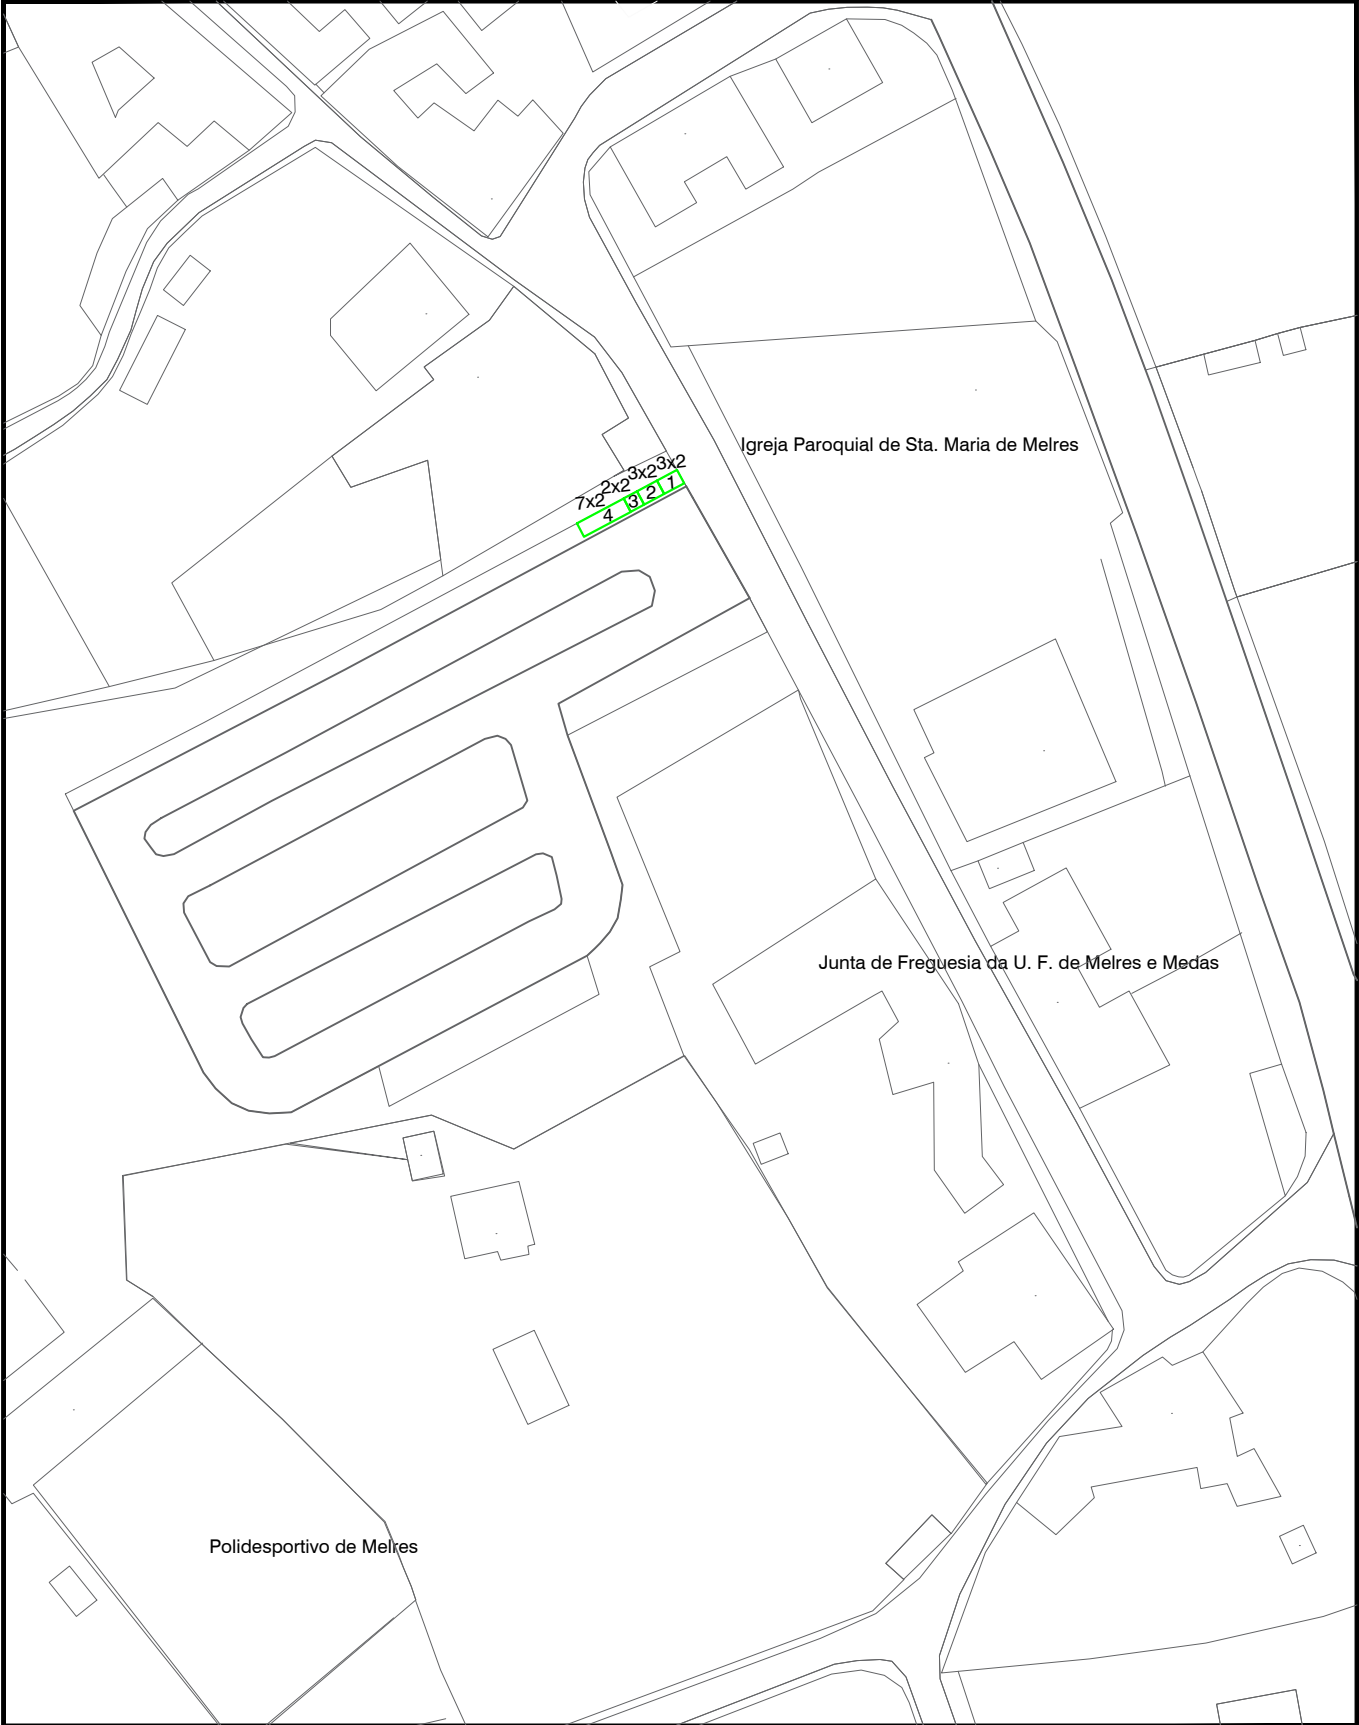 Igreja Paroquial de Sta. Maria de Melres
7x2 2x2 3x2 3x2
4 3 2 1
Junta de Freguesia da U. F. de Melres e Medas
Polidesportivo de Melres